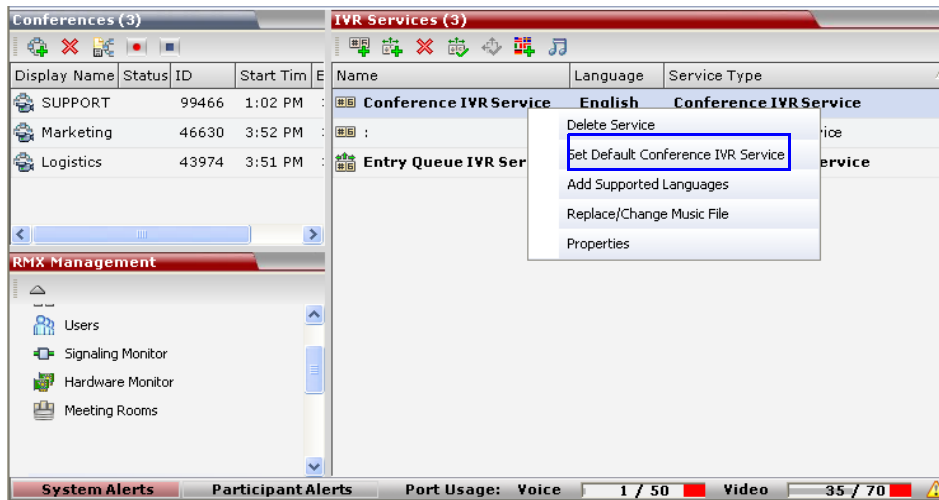 Conferences (3)
Display Name Status ID Start Tim E
SUPPORT 99466 1:02 PM
Marketing 46630 3:52 PM
Logistics 43974 3:51 PM
RMX Management
Users
Signaling Monitor
Hardware Monitor
Meeting Rooms
IVR Services (3)
Name Language Service Type
Conference IVR Service English Conference IVR Service
: vice
Entry Queue IVR Ser ervice
Delete Service
Set Default Conference IVR Service
Add Supported Languages
Replace/Change Music File
Properties
System Alerts Participant Alerts Port Usage: Voice 1 / 50 Video 35 / 70